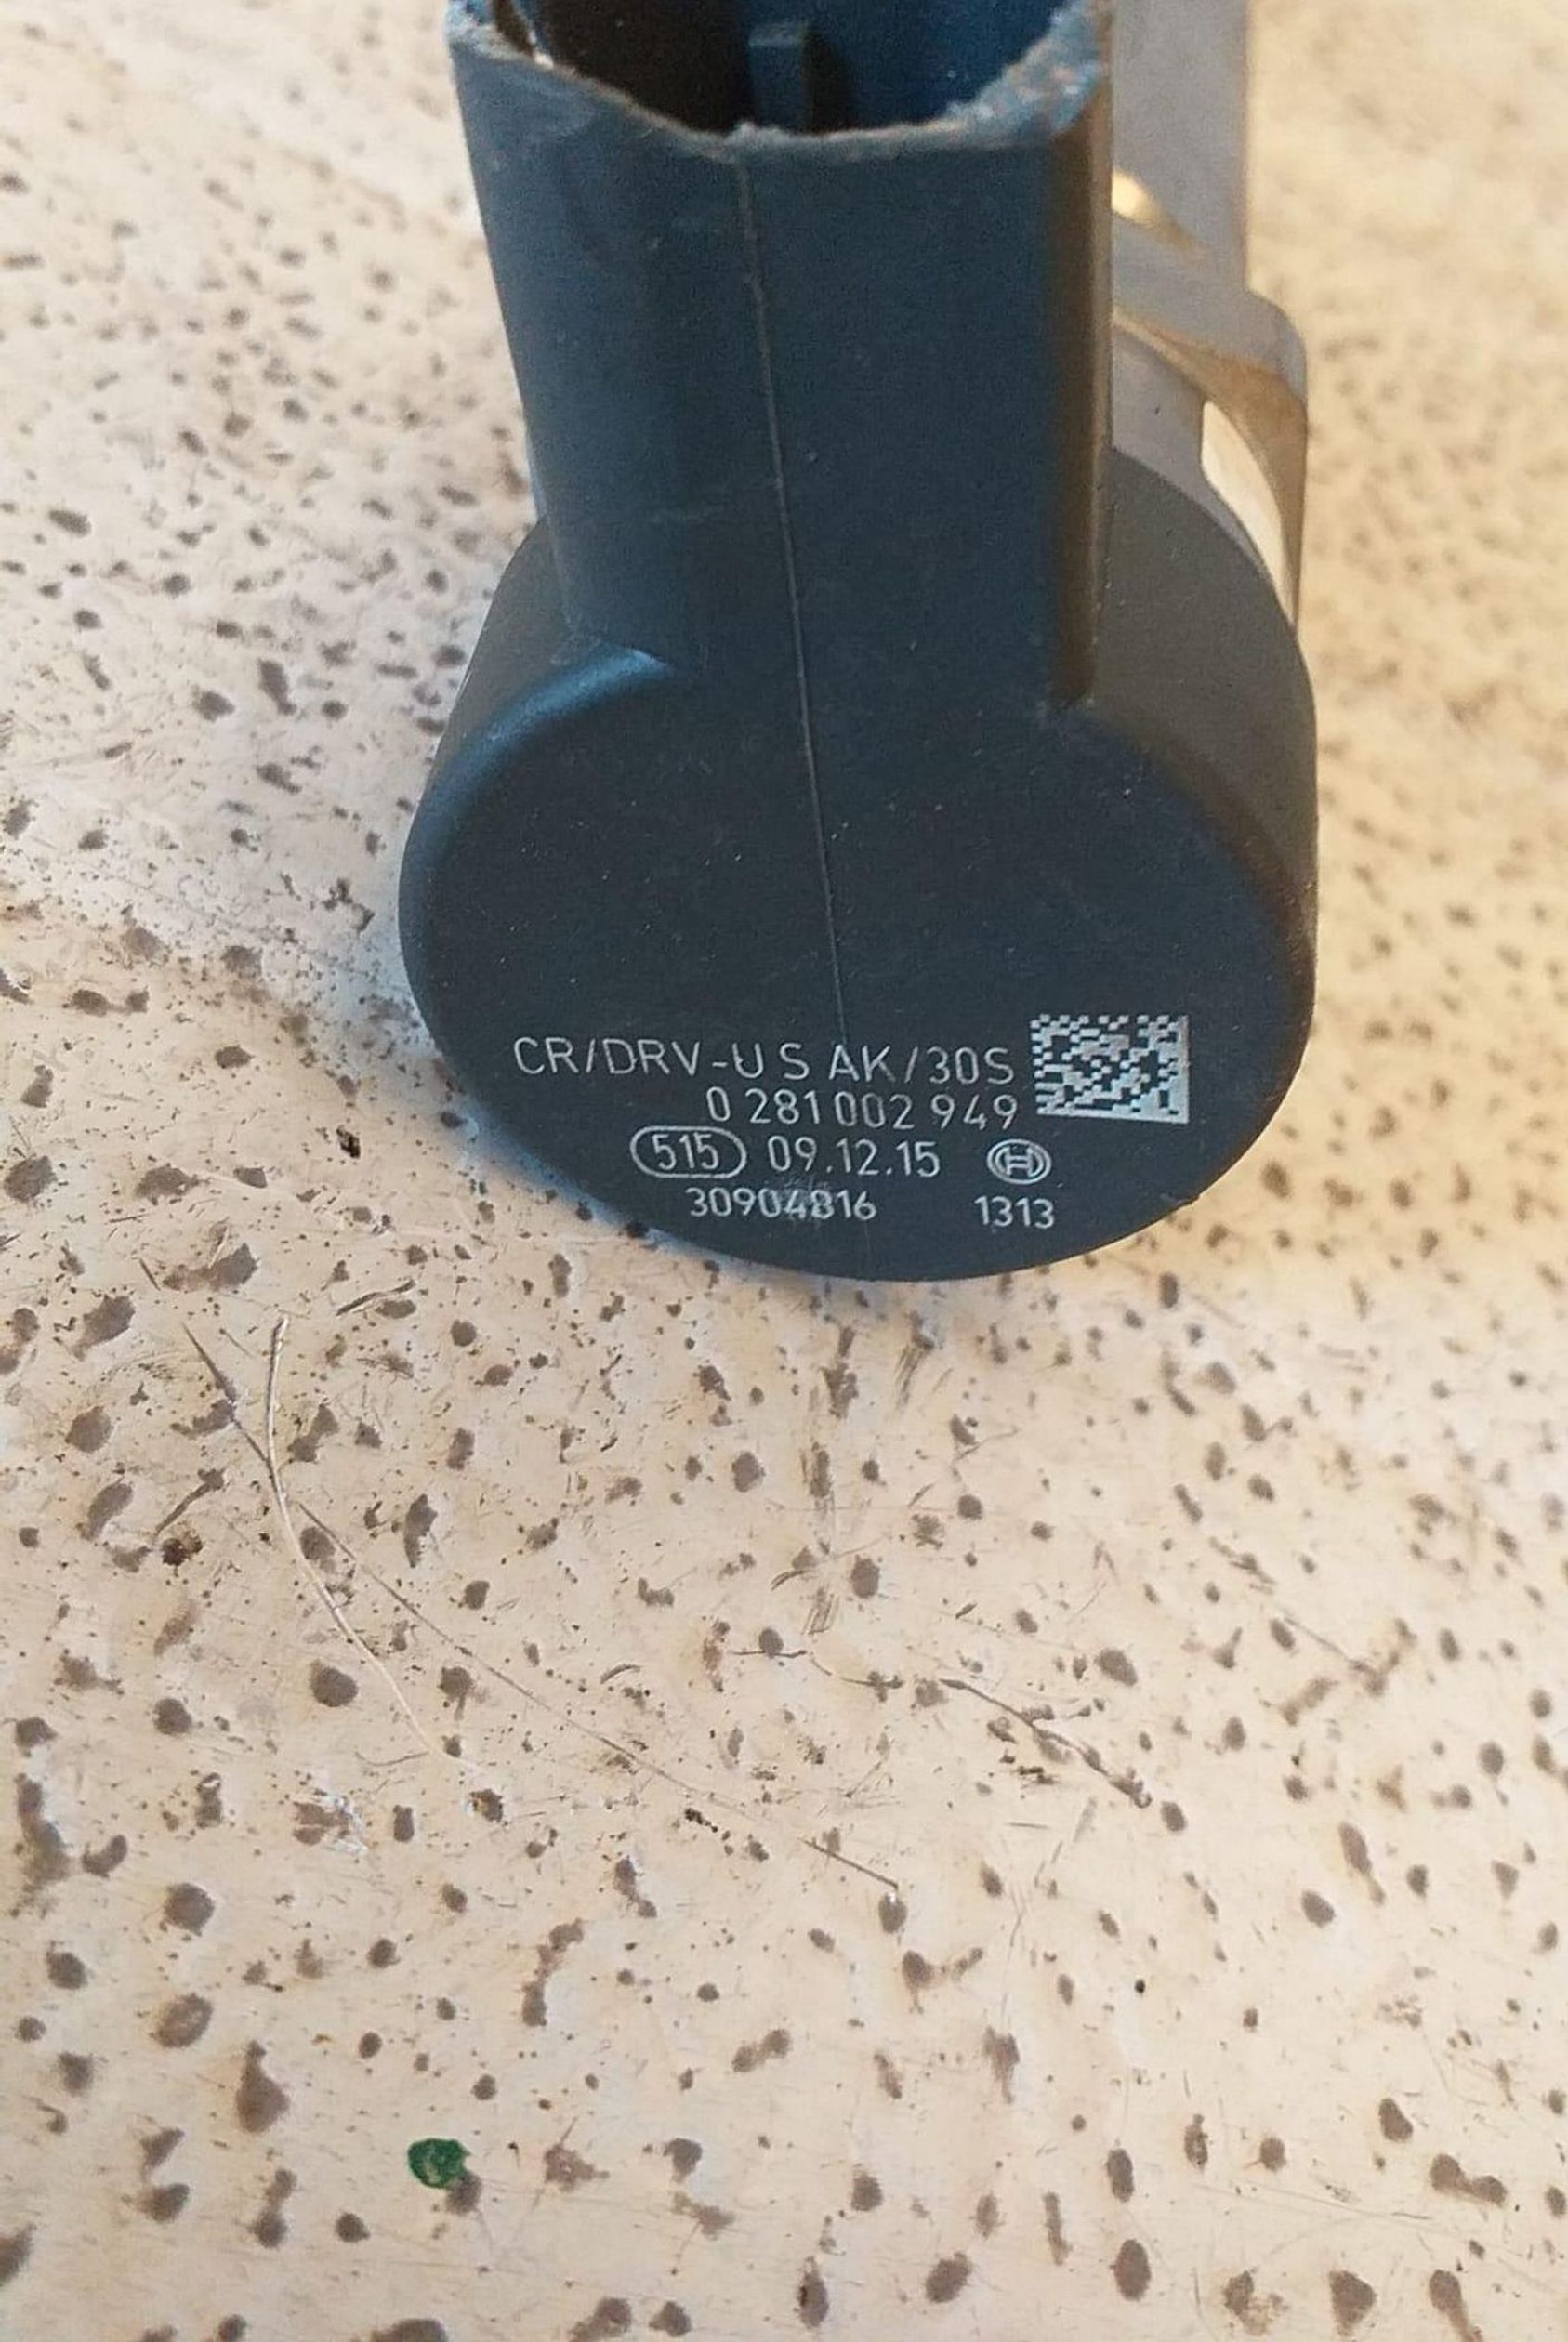 CR/DRV-U S AK/30S
0 281 002 949
515 09.12.15
30904816 1313